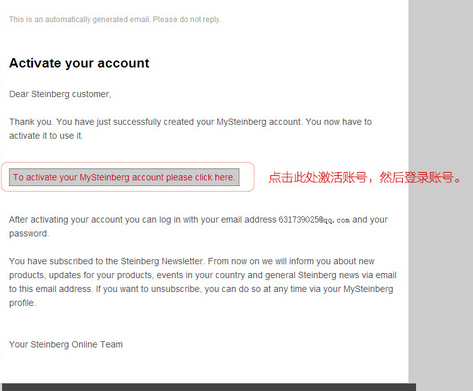 This is an automatically generated email. Please do not reply.
Activate your account
Dear Steinberg customer,
Thank you. You have just successfully created your MySteinberg account. You now have to
activate it to use it.
To activate your MySteinberg account please click here.
点击此处激活账号，然后登录账号。
After activating your account you can log in with your email address 631739025@qq.com and your
password.
You have subscribed to the Steinberg Newsletter. From now on we will inform you about new
products, updates for your products, events in your country and general Steinberg news via email
to this email address. If you want to unsubscribe, you can do so at any time via your MySteinberg
profile.
Your Steinberg Online Team